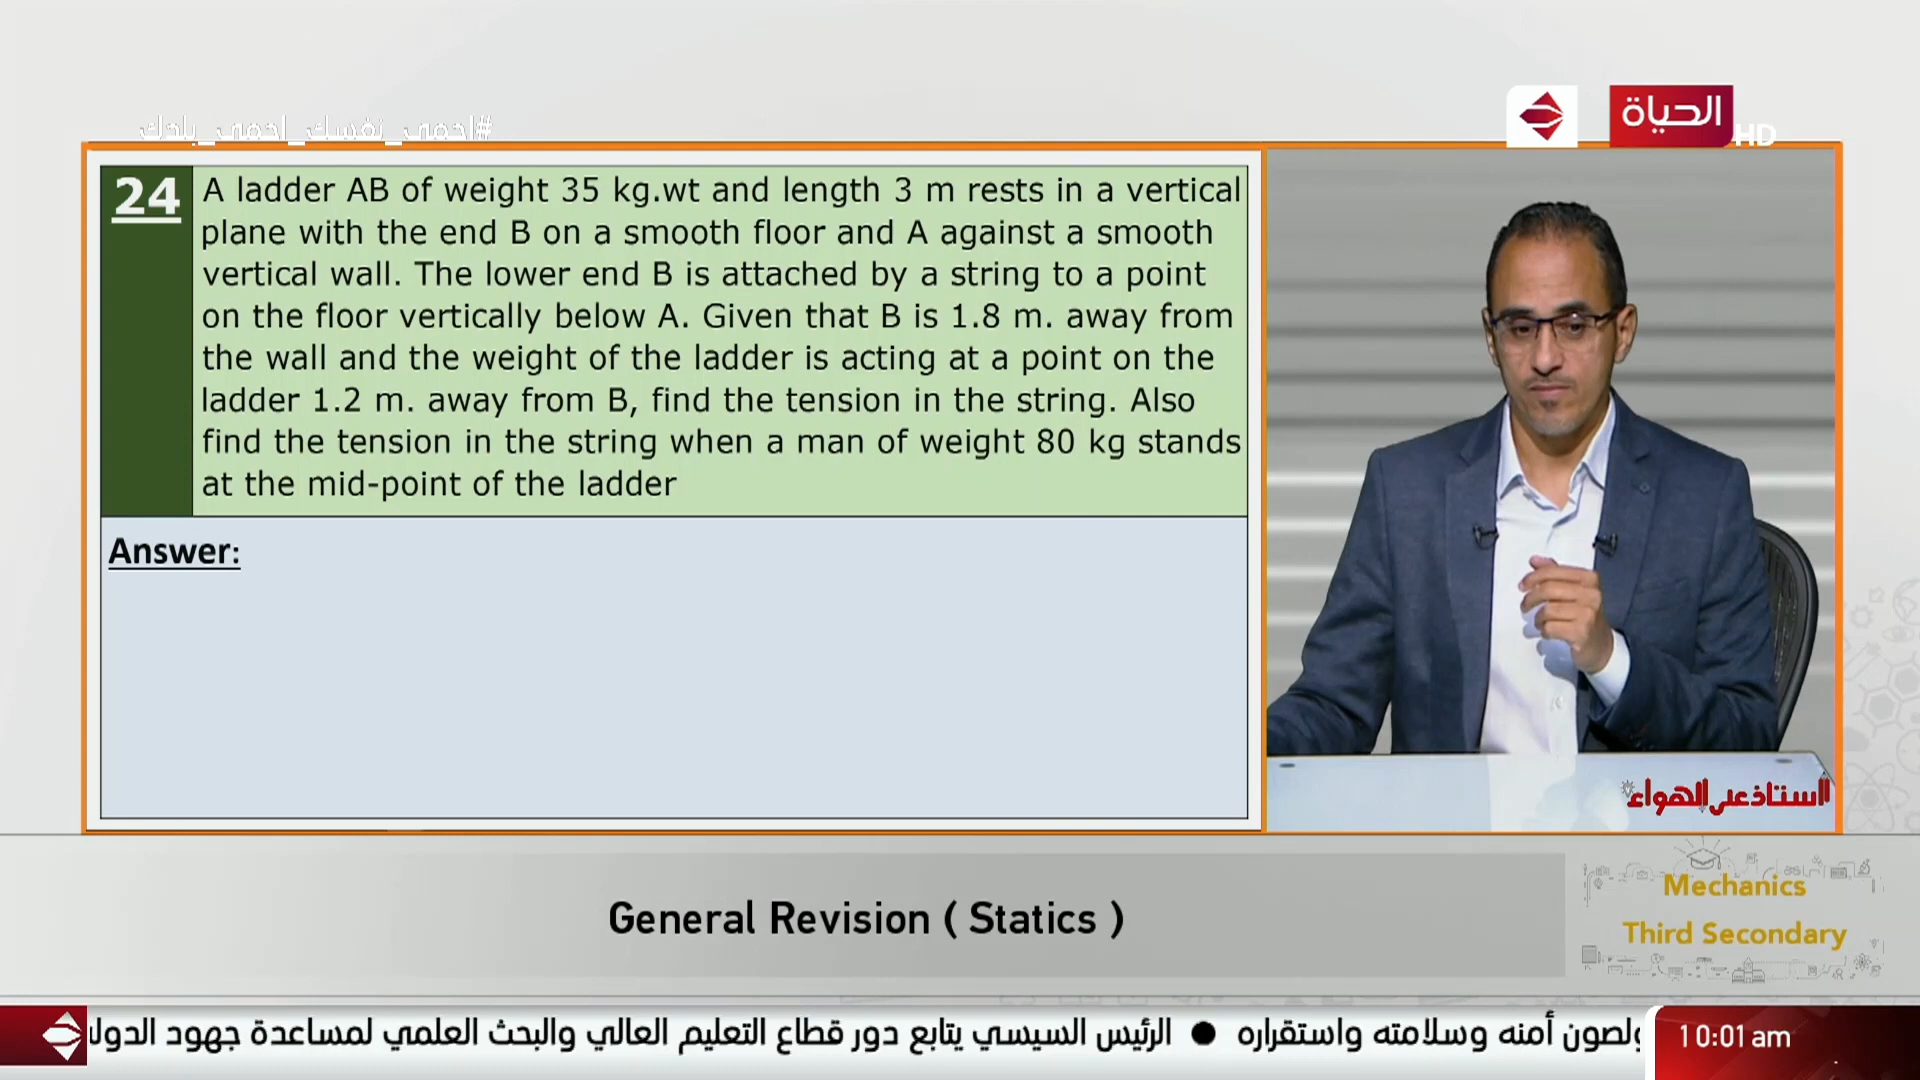 #احمي_نفسك_احمي_بلدك
الحياة
HD
24
A ladder AB of weight 35 kg.wt and length 3 m rests in a vertical
plane with the end B on a smooth floor and A against a smooth
vertical wall. The lower end B is attached by a string to a point
on the floor vertically below A. Given that B is 1.8 m. away from
the wall and the weight of the ladder is acting at a point on the
ladder 1.2 m. away from B, find the tension in the string. Also
find the tension in the string when a man of weight 80 kg stands
at the mid-point of the ladder
Answer:
أستاذ على الهواء
General Revision ( Statics )
Mechanics
Third Secondary
لصون أمنه وسلامته واستقراره ● الرئيس السيسي يتابع دور قطاع التعليم العالي والبحث العلمي لمساعدة جهود
10:01 am